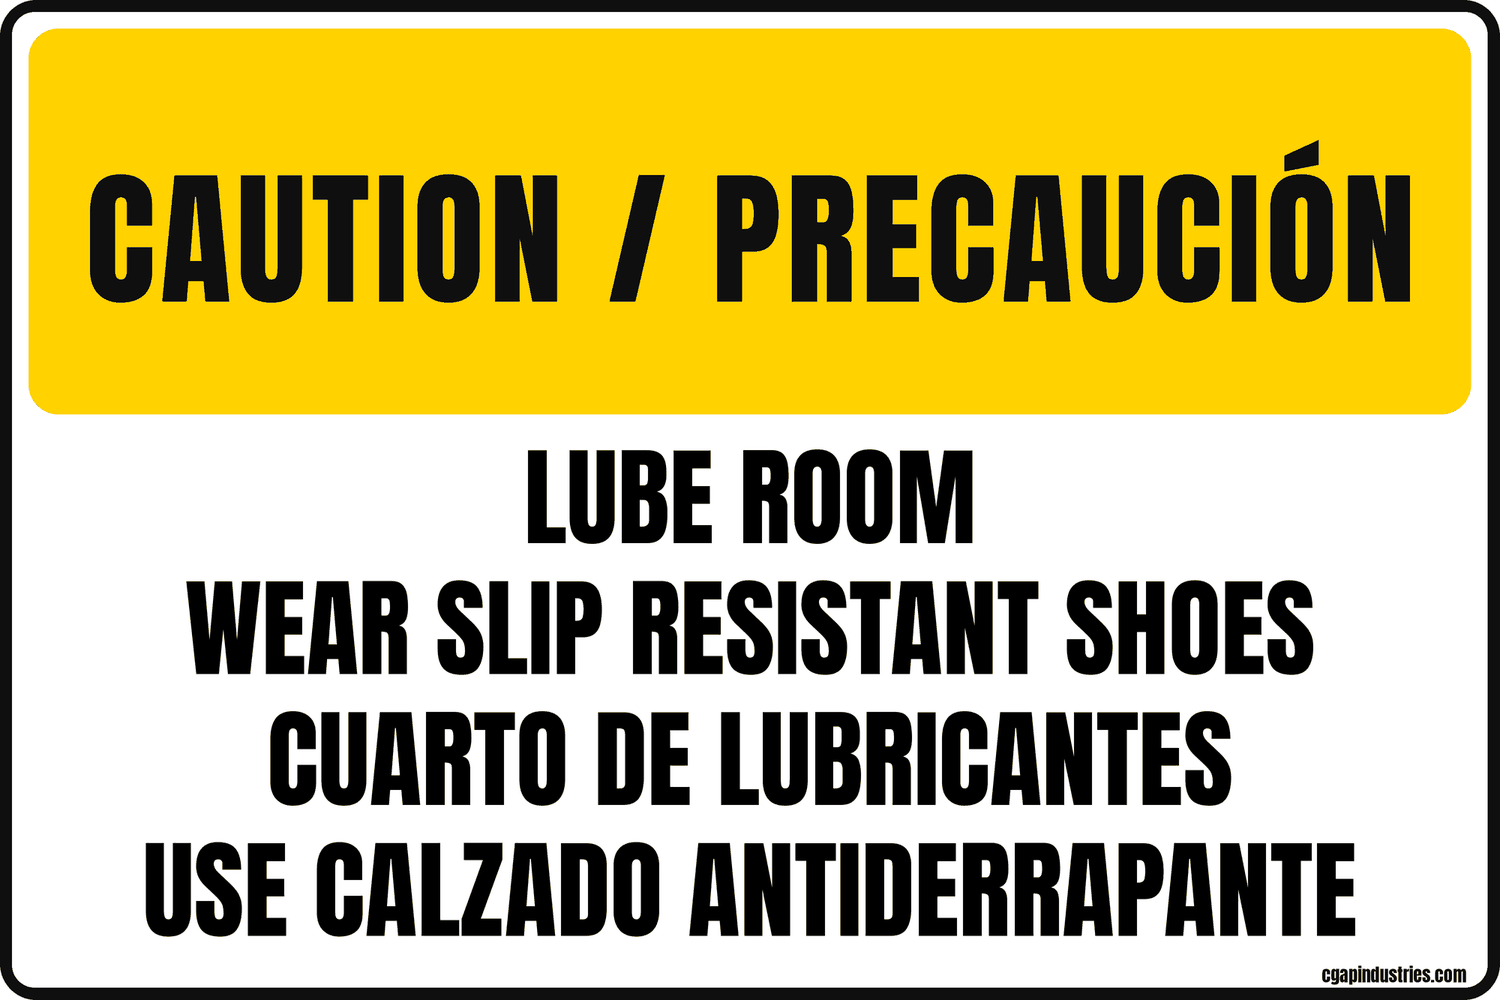 CAUTION / PRECAUCIÓN
LUBE ROOM
WEAR SLIP RESISTANT SHOES
CUARTO DE LUBRICANTES
USE CALZADO ANTIDERRAPANTE
cgapindustries.com